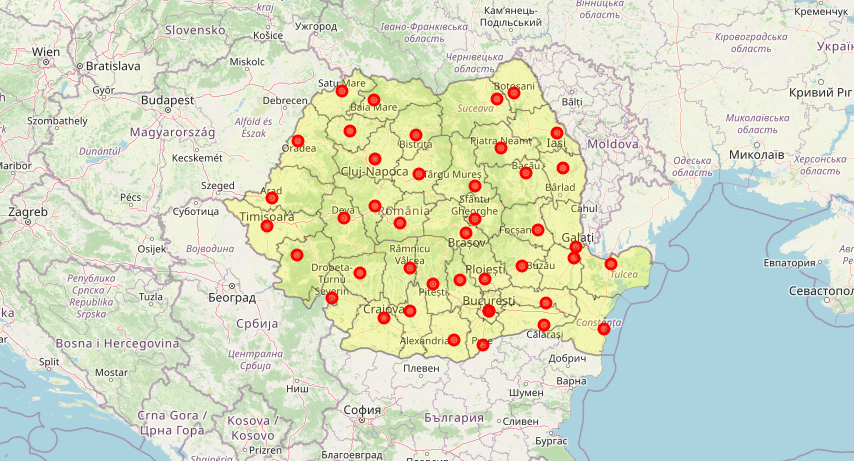 Кам'янець-
Подільський
Вінницька
область
Кременчук
Wien
Bratislava
Slovensko
Košice
Ужгород
Івано-Франківська
область
Чернівецька
область
Кіровоградська
область
Україна
Győr
Miskolc
Debrecen
Satu Mare
Baia Mare
Suceava
Botoșani
Bălți
Кривий Ріг
Szombathely
Budapest
Magyarország
Alföld és
Észak
Oradea
Bistrița
Piatra Neamț
Iași
Moldova
Миколаївська
область
Миколаїв
Одеська
область
Херсонська
область
Dunántúl
Kecskemét
Cluj-Napoca
Târgu Mureș
Bacău
Bârlad
Maribor
Zagreb
Pécs
Szeged
Суботица
Arad
Timișoara
Deva
România
Sfântu
Gheorghe
Cahul
Osijek
Војводина
Brașov
Focșani
Galați
Râmnicu
Vâlcea
Евпатория
Севастополь
Република
Српска /
Republika
Srpska
Tuzla
Београд
Drobeta-
Turnu
Severin
Pitești
Ploiești
Buzău
Tulcea
Србија
Craiova
București
Constanța
Bosna i Hercegovina
Централна
Србија
Alexandria
Călărași
Split
Mostar
Плевен
Добрич
Варна
Ниш
Шумен
Crna Gora /
Црна Гора
Kosova /
Kosovo
София
България
Сливен
Prizren
Благоевград
Пловдив
Бургас